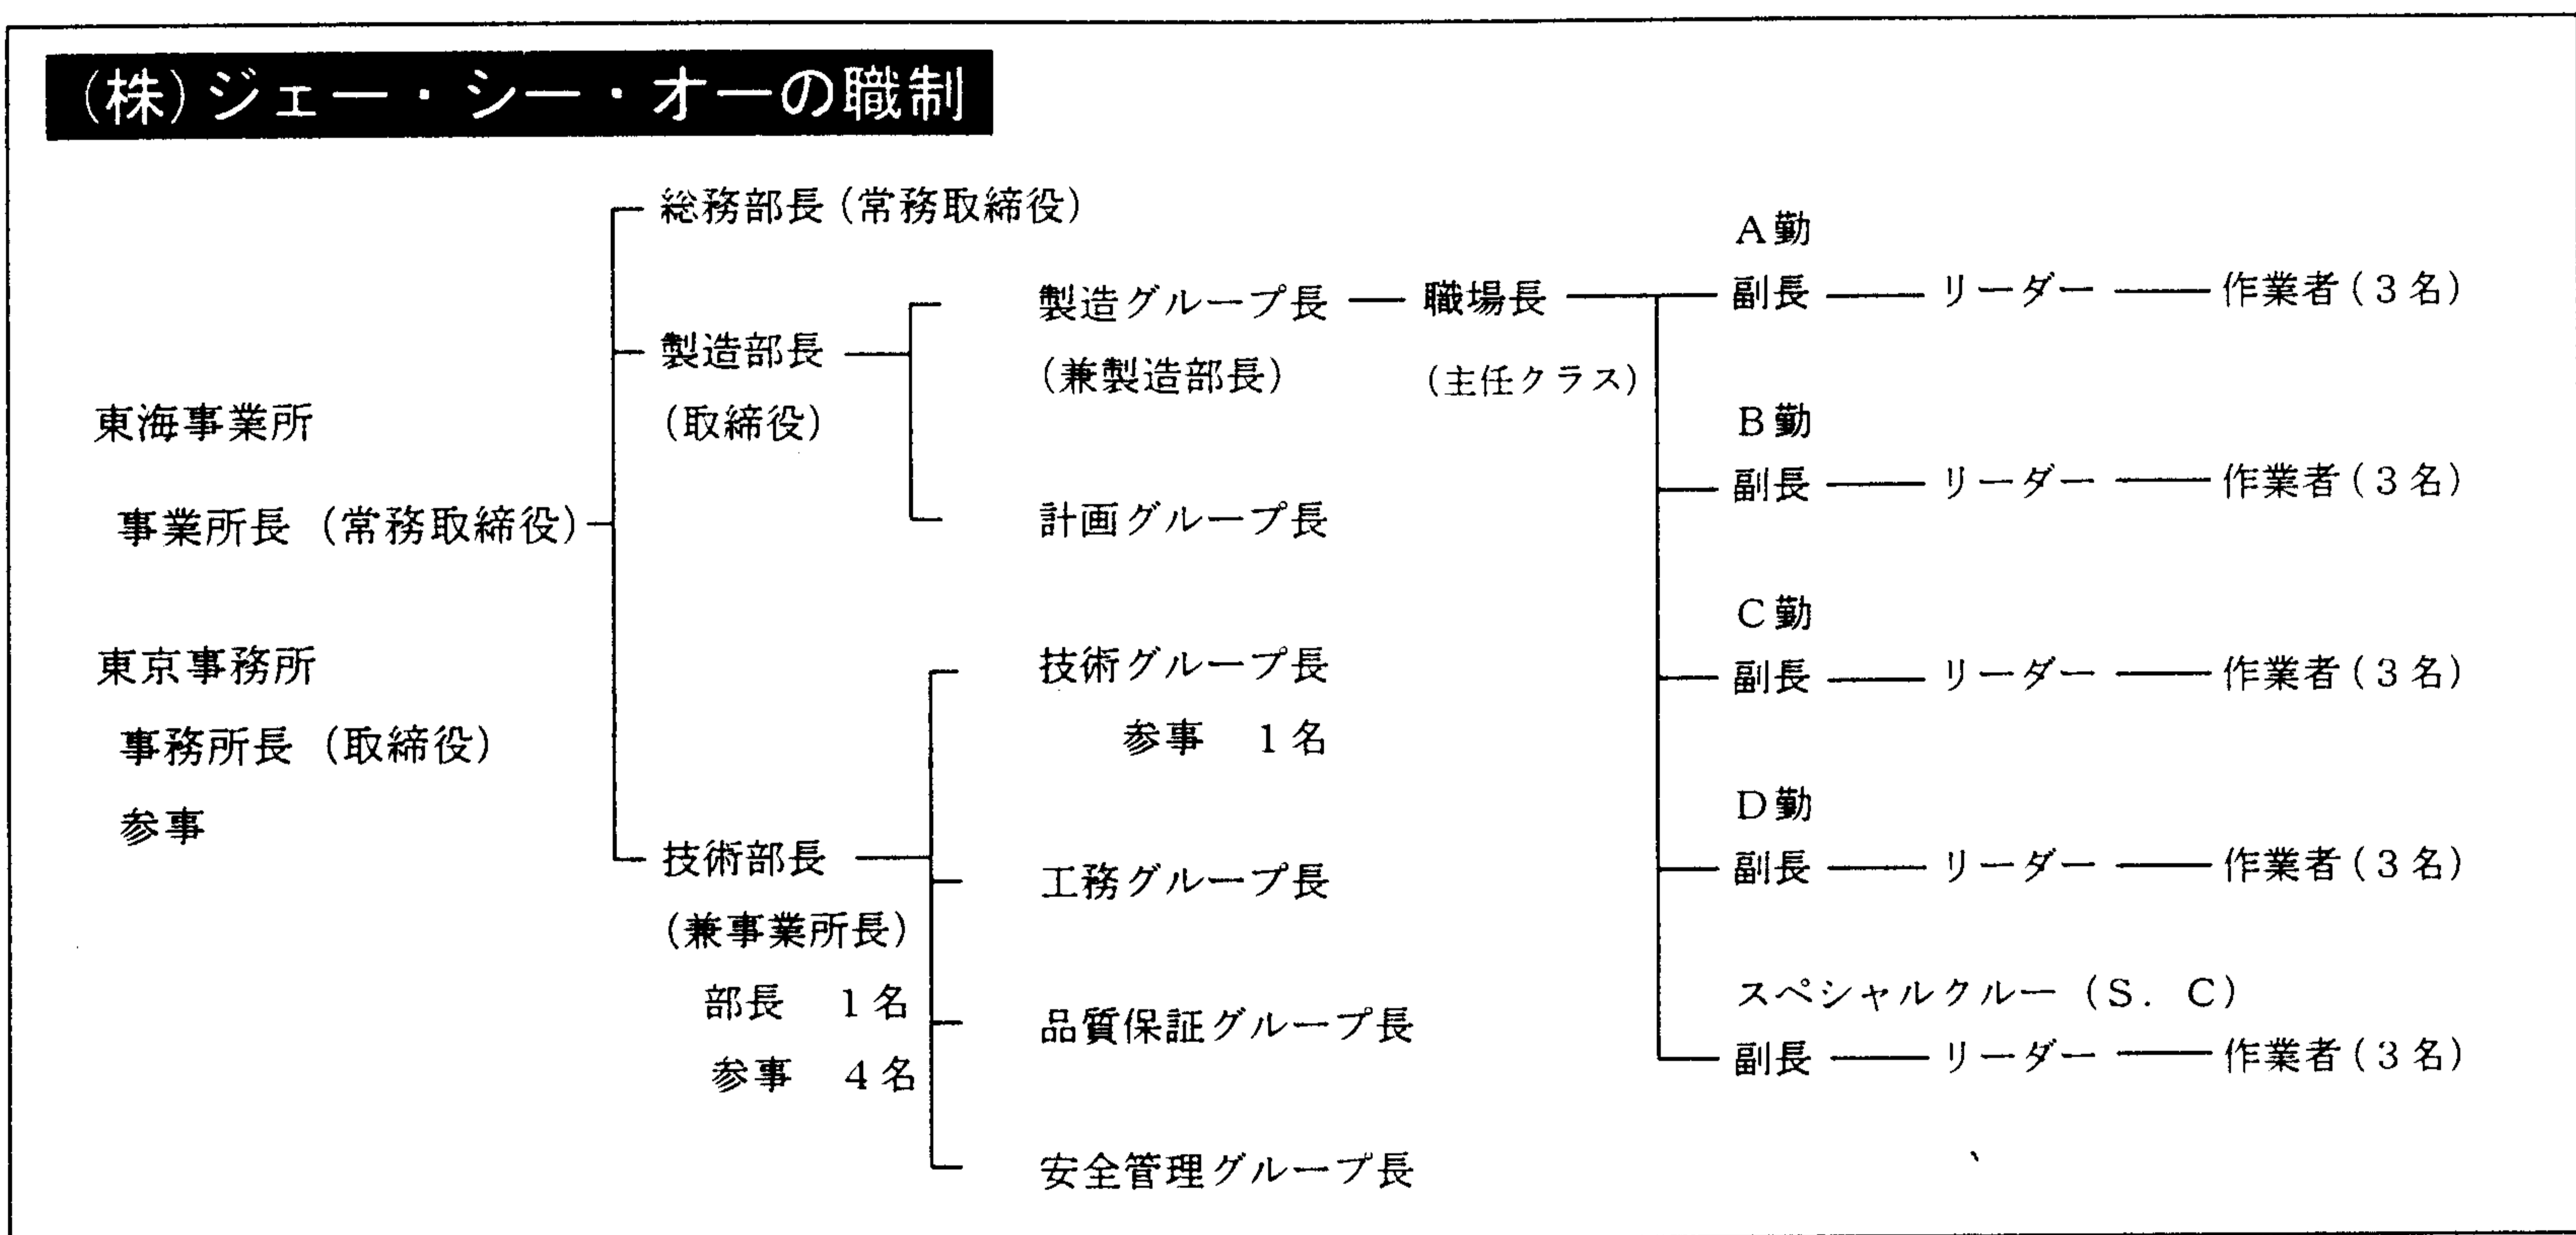 (株)ジェー・シー・オーの職制
総務部長(常務取締役)
製造部長
(取締役)
東海事業所
事業所長(常務取締役)
東京事務所
事務所長(取締役)
参事
技術部長
(兼事業所長)
部長 1名
参事 4名
製造グループ長
(兼製造部長)
計画グループ長
技術グループ長
参事 1名
工務グループ長
品質保証グループ長
安全管理グループ長
職場長
(主任クラス)
A勤
副長 リーダー 作業者(3名)
B勤
副長 リーダー 作業者(3名)
C勤
副長 リーダー 作業者(3名)
D勤
副長 リーダー 作業者(3名)
スペシャルクルー(S.C)
副長 リーダー 作業者(3名)